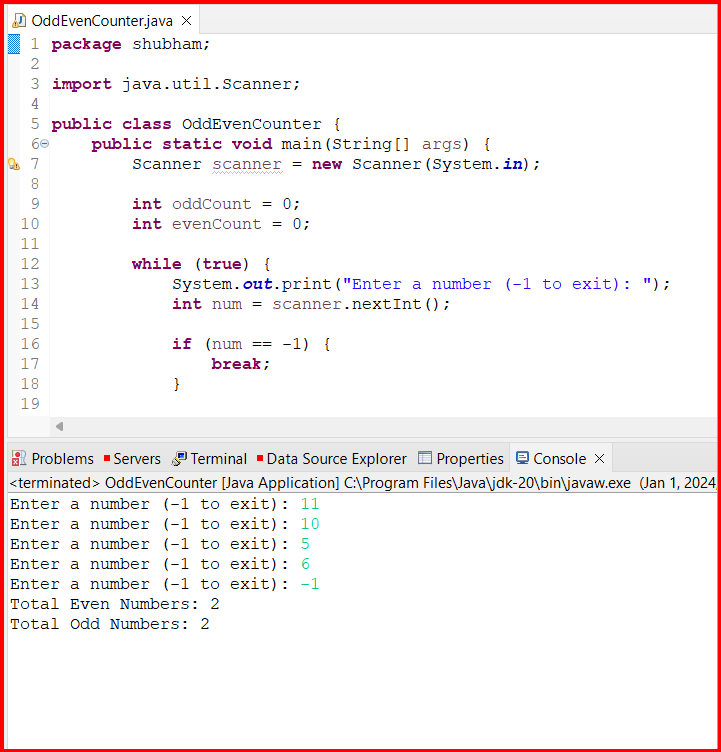 OddEvenCounter.java
1 package shubham;
2
3 import java.util.Scanner;
4
5 public class OddEvenCounter {
6 public static void main(String[] args) {
7 Scanner scanner = new Scanner(System.in);
8
9 int oddCount = 0;
10 int evenCount = 0;
11
12 while (true) {
13 System.out.print("Enter a number (-1 to exit): ");
14 int num = scanner.nextInt();
15
16 if (num == -1) {
17 break;
18 }
19
Problems Servers Terminal Data Source Explorer Properties Console
<terminated> OddEvenCounter [Java Application] C:\Program Files\Java\jdk-20\bin\javaw.exe (Jan 1, 2024,
Enter a number (-1 to exit): 11
Enter a number (-1 to exit): 10
Enter a number (-1 to exit): 5
Enter a number (-1 to exit): 6
Enter a number (-1 to exit): -1
Total Even Numbers: 2
Total Odd Numbers: 2